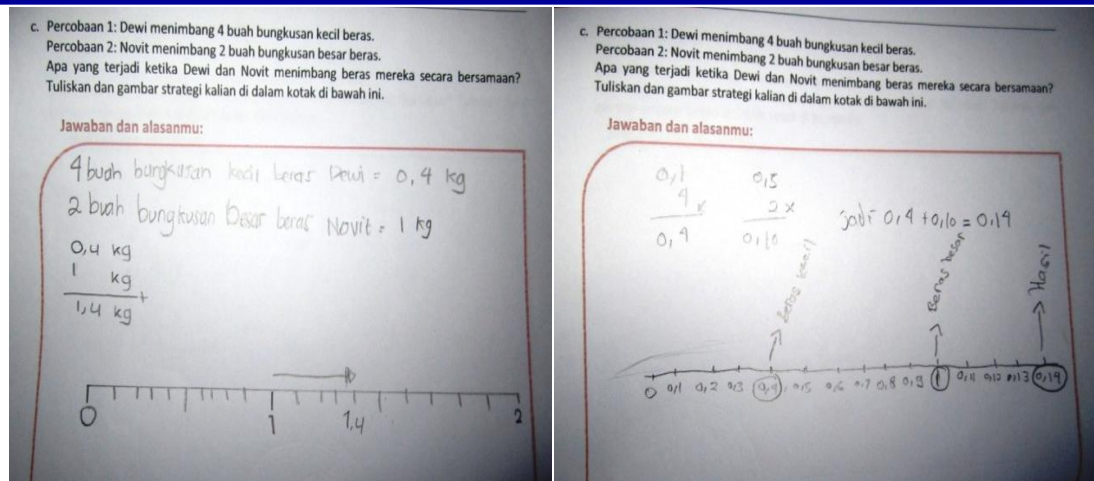 c. Percobaan 1: Dewi menimbang 4 buah bungkusan kecil beras.
Percobaan 2: Novit menimbang 2 buah bungkusan besar beras.
Apa yang terjadi ketika Dewi dan Novit menimbang beras mereka secara bersamaan?
Tuliskan dan gambar strategi kalian di dalam kotak di bawah ini.
Jawaban dan alasanmu:
4 buah bungkusan kecil beras Dewi = 0,4 kg
2 buah bungkusan Besar beras Novit = 1 kg
0,4 kg
1 kg
+
1,4 kg
0 1 1,4 2
c. Percobaan 1: Dewi menimbang 4 buah bungkusan kecil beras.
Percobaan 2: Novit menimbang 2 buah bungkusan besar beras.
Apa yang terjadi ketika Dewi dan Novit menimbang beras mereka secara bersamaan?
Tuliskan dan gambar strategi kalian di dalam kotak di bawah ini.
Jawaban dan alasanmu:
0,1 0,5
4 x 2 x
0,4 0,10 jadi 0,4 + 0,10 = 0,14
Beras kecil
Beras besar
Hasil
0 0,1 0,2 0,3 0,4 0,5 0,6 0,7 0,8 0,9 1 0,11 0,12 0,13 0,14